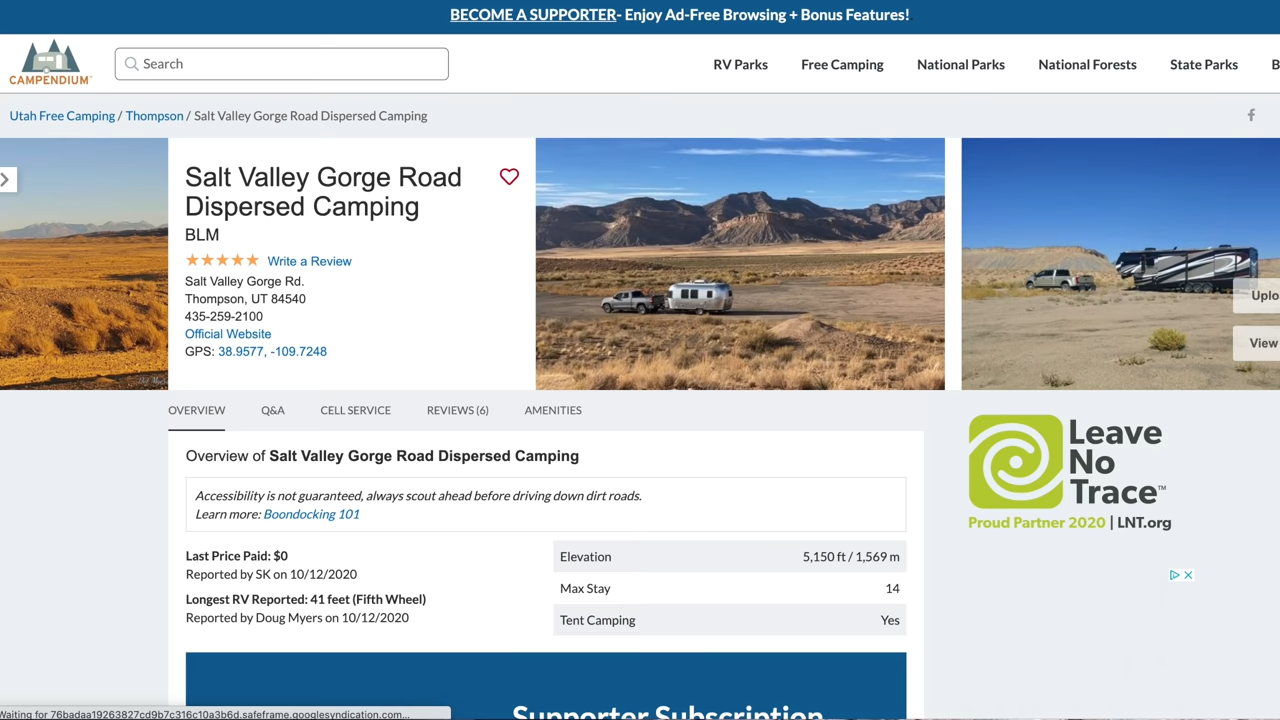 BECOME A SUPPORTER- Enjoy Ad-Free Browsing + Bonus Features!
CAMPENDIUM
Search
RV Parks
Free Camping
National Parks
National Forests
State Parks
B
Utah Free Camping / Thompson / Salt Valley Gorge Road Dispersed Camping
Salt Valley Gorge Road
Dispersed Camping
BLM
Write a Review
Salt Valley Gorge Rd.
Thompson, UT 84540
435-259-2100
Official Website
GPS: 38.9577, -109.7248
Uplo
View
OVERVIEW
Q&A
CELL SERVICE
REVIEWS (6)
AMENITIES
Overview of Salt Valley Gorge Road Dispersed Camping
Accessibility is not guaranteed, always scout ahead before driving down dirt roads.
Learn more: Boondocking 101
Last Price Paid: $0
Reported by SK on 10/12/2020
Longest RV Reported: 41 feet (Fifth Wheel)
Reported by Doug Myers on 10/12/2020
Elevation 5,150 ft / 1,569 m
Max Stay 14
Tent Camping Yes
Leave
No
Trace™
Proud Partner 2020 | LNT.org
Supporter Subscription
Waiting for 76badaa19263827cd9b7c316c10a3b6d.safeframe.googlesyndication.com...